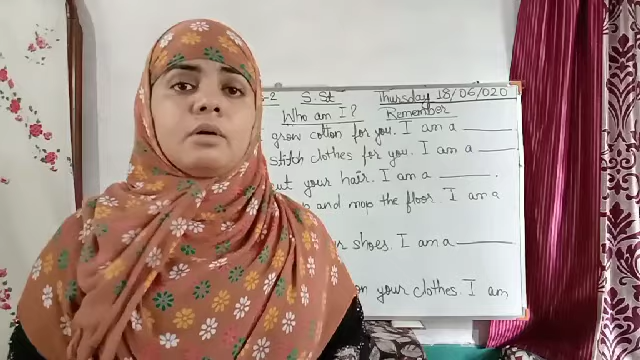 -2 S.St Thursday 18/06/020
Who am I? Remember
grow cotton for you. I am a
stitch clothes for you. I am a
your hair. I am a
and mop the floor. I am a
shoes. I am a
your clothes. I am